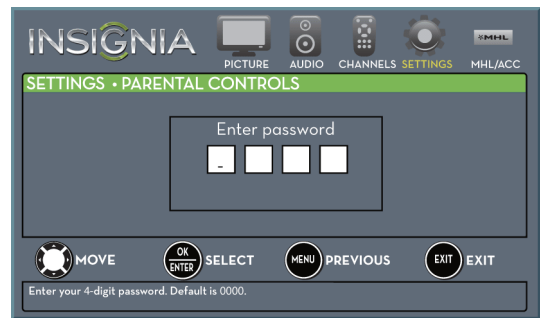 INSIGNIA
PICTURE AUDIO CHANNELS SETTINGS MHL/ACC
MHL
SETTINGS • PARENTAL CONTROLS
Enter password
_
MOVE OK ENTER SELECT MENU PREVIOUS EXIT EXIT
Enter your 4-digit password. Default is 0000.